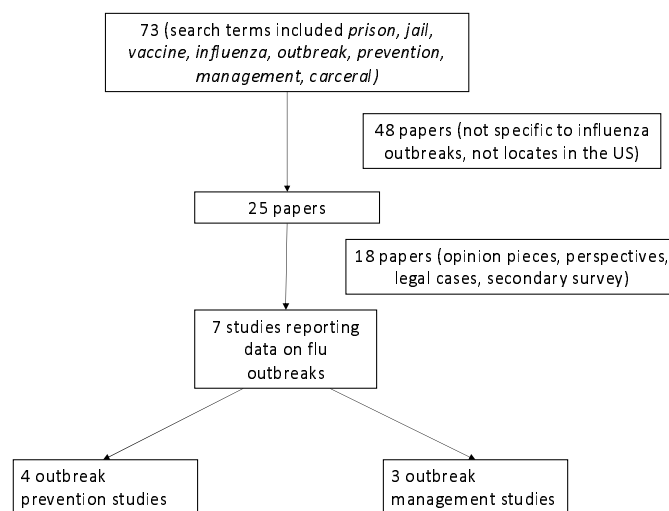 73 (search terms included prison, jail,
vaccine, influenza, outbreak, prevention,
management, carceral)
48 papers (not specific to influenza
outbreaks, not locates in the US)
25 papers
18 papers (opinion pieces, perspectives,
legal cases, secondary survey)
7 studies reporting
data on flu
outbreaks
4 outbreak
prevention studies
3 outbreak
management studies